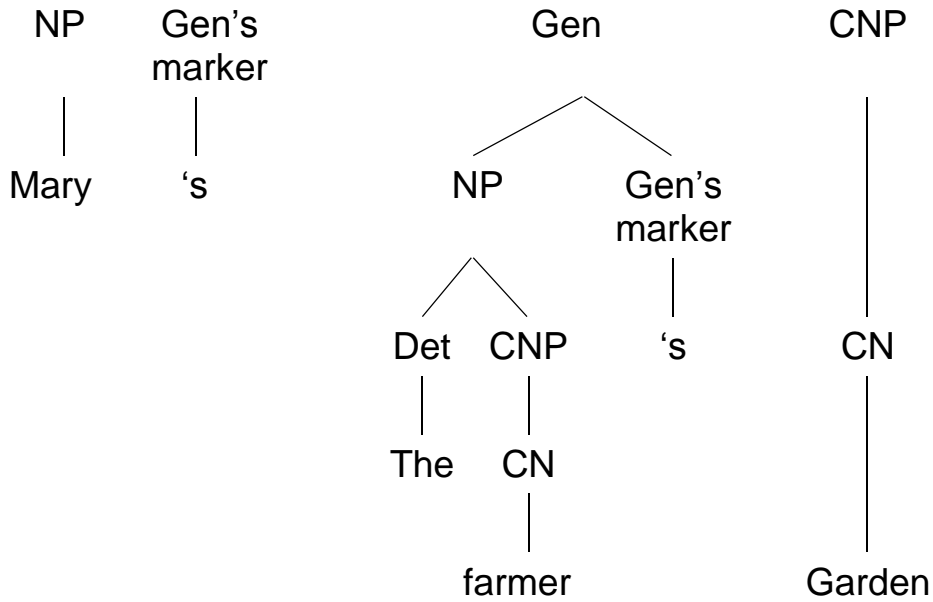 NP Gen's Gen CNP
marker
Mary ‘s NP Gen's
marker
Det CNP ‘s CN
The CN
farmer Garden